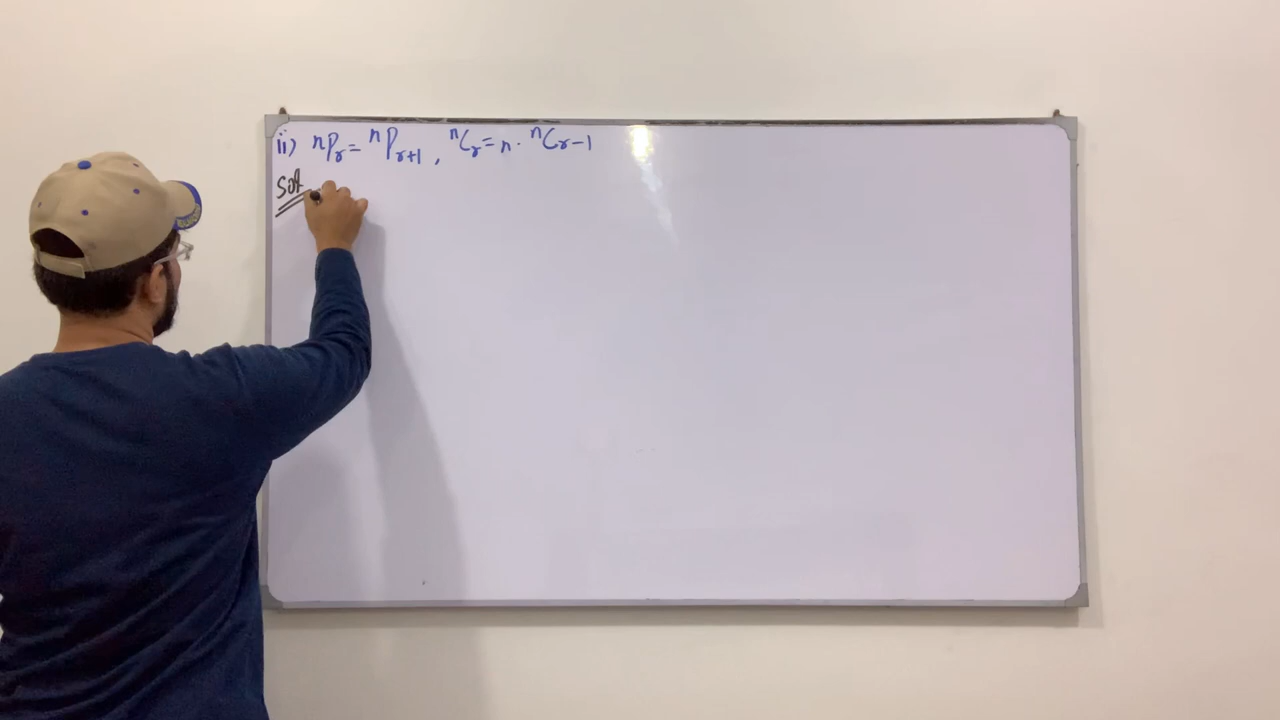 ii) ⁿPᵣ = ⁿPᵣ₊₁ , ⁿCᵣ = n · ⁿCᵣ₋₁
Sol